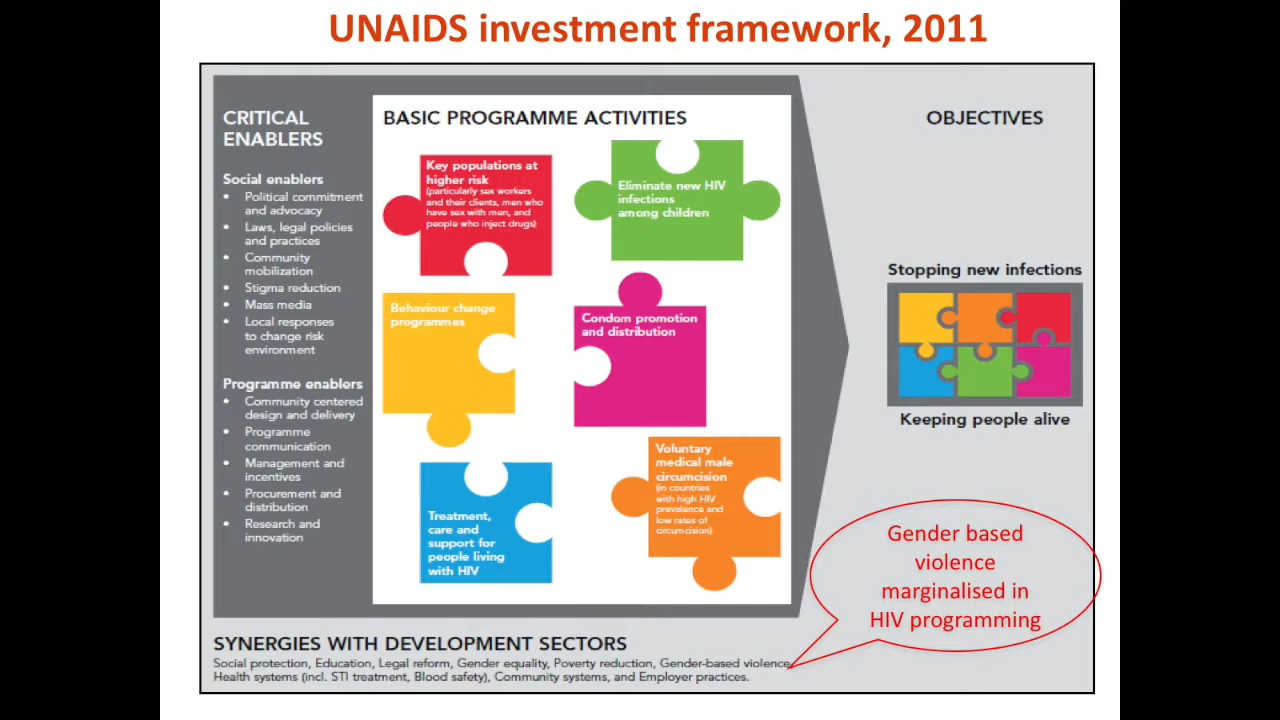 UNAIDS investment framework, 2011
CRITICAL
ENABLERS
Social enablers
• Political commitment
and advocacy
• Laws, legal policies
and practices
• Community
mobilization
• Stigma reduction
• Mass media
• Local responses
to change risk
environment
Programme enablers
• Community centered
design and delivery
• Programme
communication
• Management and
incentives
• Procurement and
distribution
• Research and
innovation
BASIC PROGRAMME ACTIVITIES
Key populations at
higher risk
(particularly sex workers
and their clients, men who
have sex with men, and
people who inject drugs)
Eliminate new HIV
infections
among children
Behaviour change
programmes
Condom promotion
and distribution
Treatment,
care and
support for
people living
with HIV
Voluntary
medical male
circumcision
(in countries
with high HIV
prevalence and
low rates of
circumcision)
OBJECTIVES
Stopping new infections
Keeping people alive
Gender based
violence
marginalised in
HIV programming
SYNERGIES WITH DEVELOPMENT SECTORS
Social protection, Education, Legal reform, Gender equality, Poverty reduction, Gender-based violence,
Health systems (incl. STI treatment, Blood safety), Community systems, and Employer practices.